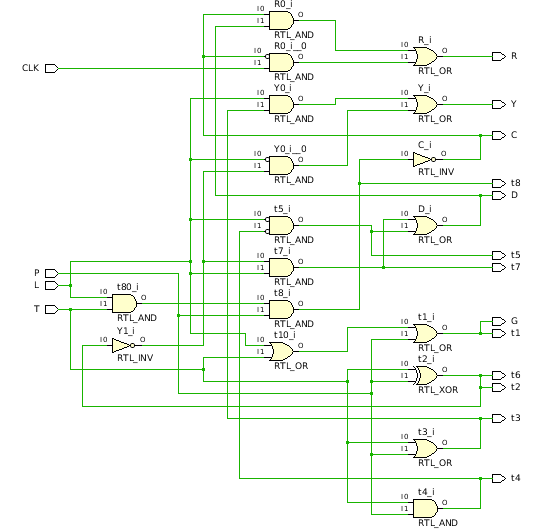 R0_i
I0
I1
O
RTL_AND
R0_i__0
I0
I1
O
RTL_AND
R_i
I0
I1
O
RTL_OR
R
CLK
Y0_i
I0
I1
O
RTL_AND
Y_i
I0
I1
O
RTL_OR
Y
C
Y0_i__0
I0
I1
O
RTL_AND
C_i
I0
O
RTL_INV
t8
D
t5_i
I0
I1
O
RTL_AND
D_i
I0
I1
O
RTL_OR
t5
t7_i
I0
I1
O
RTL_AND
t7
P
L
T
t80_i
I0
I1
O
RTL_AND
t8_i
I0
I1
O
RTL_AND
Y1_i
I0
O
RTL_INV
t10_i
I0
I1
O
RTL_OR
t1_i
I0
I1
O
RTL_OR
G
t1
t2_i
I0
I1
O
RTL_XOR
t6
t2
t3
t3_i
I0
I1
O
RTL_OR
t4
t4_i
I0
I1
O
RTL_AND